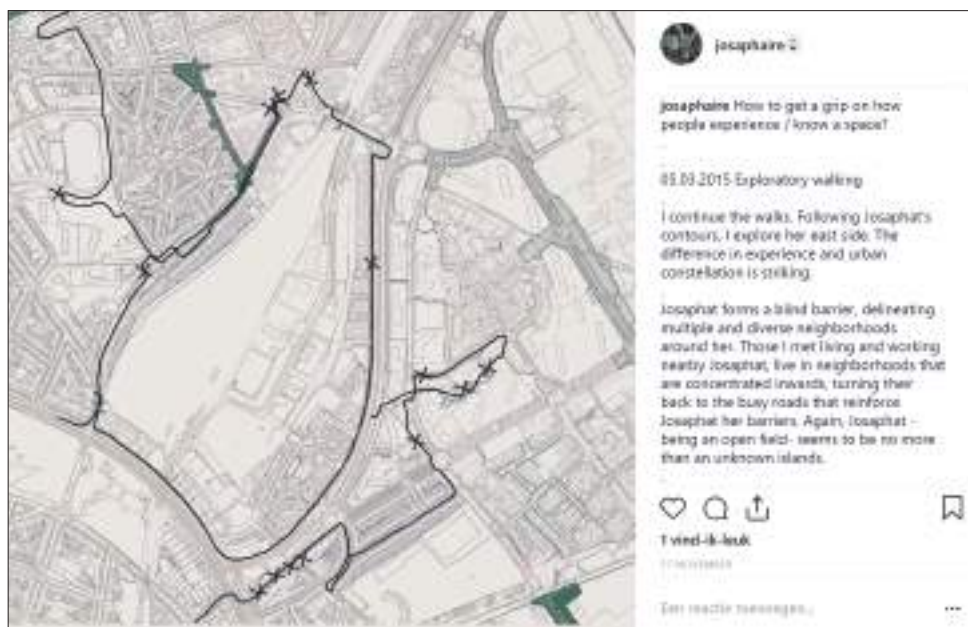 josaphaire
josaphaire How to get a grip on how
people experience / know a space?
03.03.2015 Exploratory walking
I continue the walks. Following Josaphat's
contours, I explore her east side. The
difference in experience and urban
constellation is striking.
Josaphat forms a blind barrier, delineating
multiple and diverse neighborhoods
around her. Those I met living and working
nearby Josaphat, live in neighborhoods that
are concentrated inwards, turning their
back to the busy roads that reinforce
Josaphat her barriers. Again, Josaphat -
being an open field- seems to be no more
than an unknown islands.
1 vind-ik-leuk
17 NOVEMBER
Een reactie toevoegen...